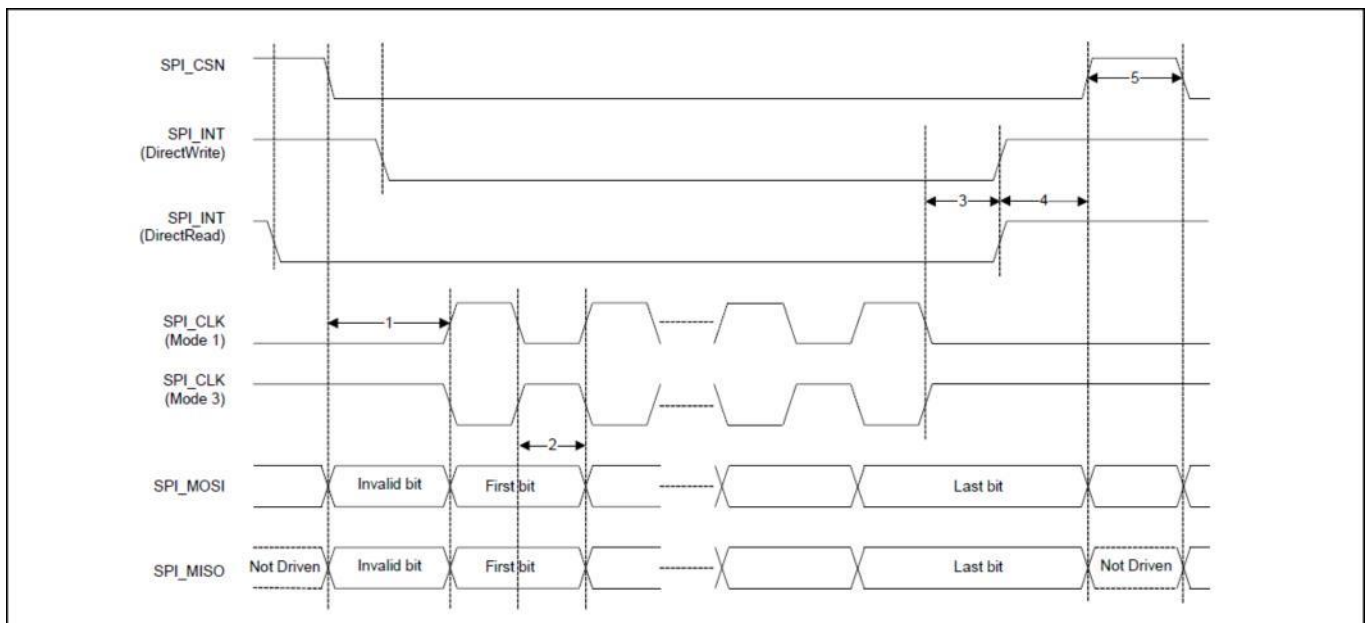 SPI_CSN
5
SPI_INT
(DirectWrite)
3
4
SPI_INT
(DirectRead)
1
SPI_CLK
(Mode 1)
SPI_CLK
(Mode 3)
2
SPI_MOSI Invalid bit First bit Last bit
SPI_MISO Not Driven Invalid bit First bit Last bit Not Driven